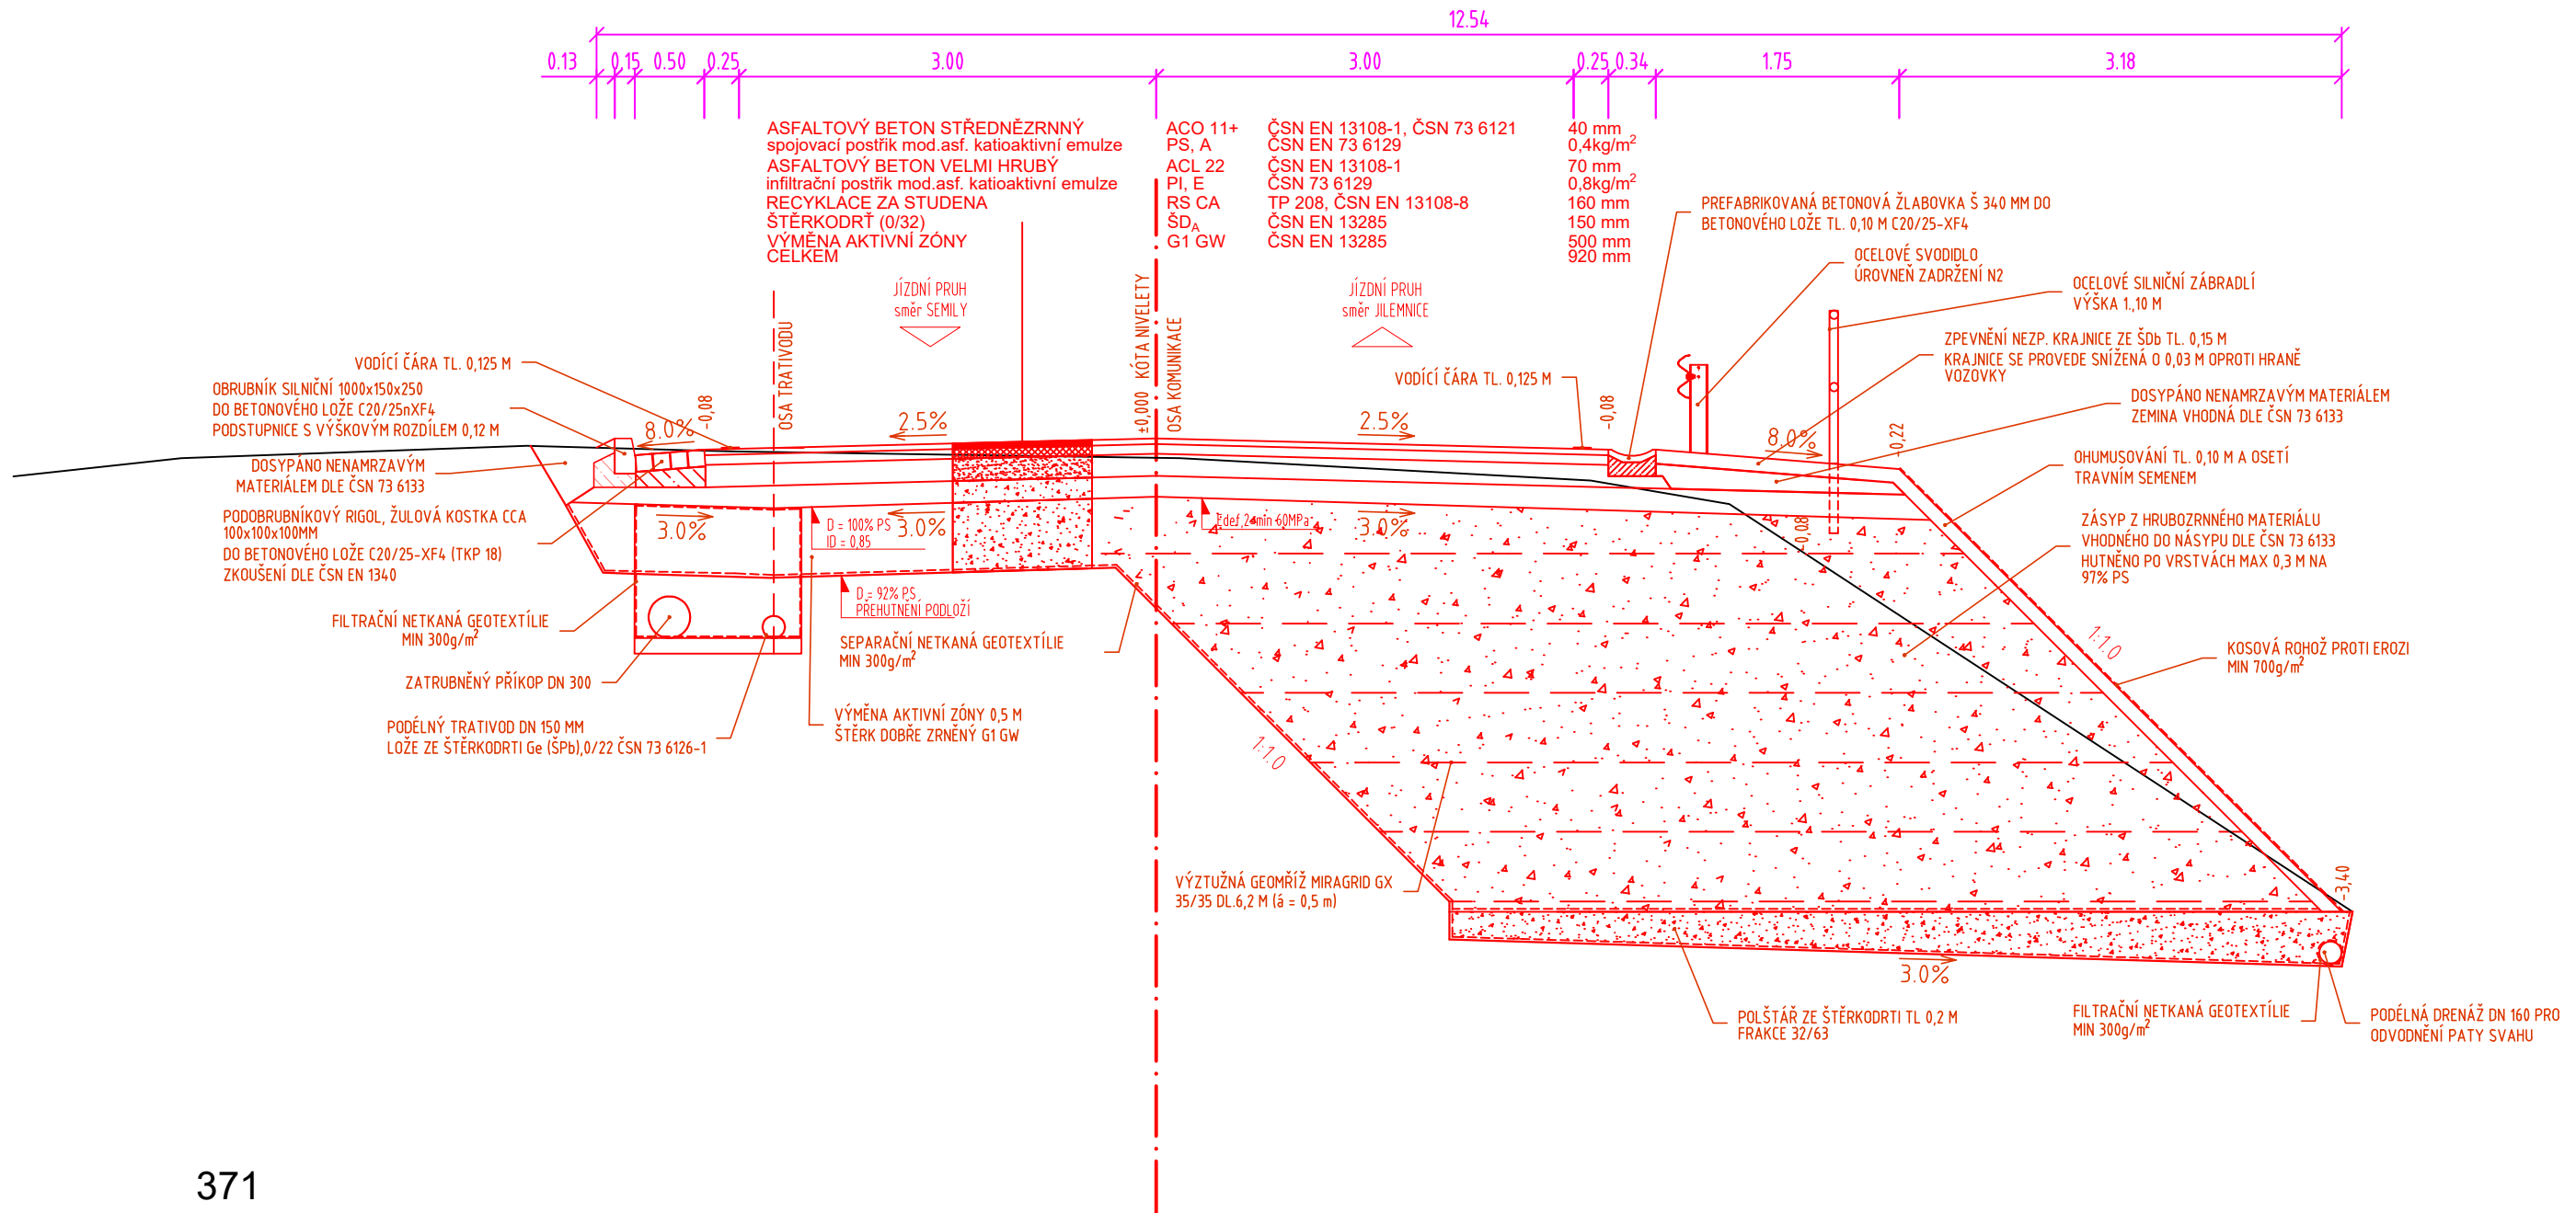 12.54
0.13 0.15 0.50 0.25 3.00 3.00 0.25 0.34 1.75 3.18
ASFALTOVÝ BETON STŘEDNĚZRNNÝ ACO 11+ ČSN EN 13108-1, ČSN 73 6121 40 mm
spojovací postřik mod.asf. katioaktivní emulze PS, A ČSN EN 73 6129 0,4kg/m²
ASFALTOVÝ BETON VELMI HRUBÝ ACL 22 ČSN EN 13108-1 70 mm
infiltrační postřik mod.asf. katioaktivní emulze PI, E ČSN 73 6129 0,8kg/m²
RECYKLACE ZA STUDENA RS CA TP 208, ČSN EN 13108-8 160 mm
ŠTĚRKODRŤ (0/32) ŠDA ČSN EN 13285 150 mm
VÝMĚNA AKTIVNÍ ZÓNY G1 GW ČSN EN 13285 500 mm
CELKEM 920 mm
PREFABRIKOVANÁ BETONOVÁ ŽLABOVKA Š 340 MM DO
BETONOVÉHO LOŽE TL. 0,10 M C20/25-XF4
OCELOVÉ SVODIDLO
ÚROVEŇ ZADRŽENÍ N2
OCELOVÉ SILNIČNÍ ZÁBRADLÍ
VÝŠKA 1.,10 M
JÍZDNÍ PRUH
směr SEMILY
JÍZDNÍ PRUH
směr JILEMNICE
OSA TRATIVODU
±0,000 KÓTA NIVELETY
OSA KOMUNIKACE
ZPEVNĚNÍ NEZP. KRAJNICE ZE ŠDb TL. 0,15 M
KRAJNICE SE PROVEDE SNÍŽENÁ O 0,03 M OPROTI HRANĚ
VOZOVKY
VODÍCÍ ČÁRA TL. 0,125 M
VODÍCÍ ČÁRA TL. 0,125 M
OBRUBNÍK SILNIČNÍ 1000x150x250
DO BETONOVÉHO LOŽE C20/25nXF4
PODSTUPNICE S VÝŠKOVÝM ROZDÍLEM 0,12 M
DOSYPÁNO NENAMRZAVÝM MATERIÁLEM
ZEMINA VHODNÁ DLE ČSN 73 6133
-0,08
-0,08
-0,22
8.0%
2.5%
2.5%
8.0%
DOSYPÁNO NENAMRZAVÝM
MATERIÁLEM DLE ČSN 73 6133
OHUMUSOVÁNÍ TL. 0,10 M A OSETÍ
TRAVNÍM SEMENEM
PODOBRUBNÍKOVÝ RIGOL, ŽULOVÁ KOSTKA CCA
100x100x100MM
DO BETONOVÉHO LOŽE C20/25-XF4 (TKP 18)
ZKOUŠENÍ DLE ČSN EN 1340
3.0%
D = 100% PS
ID = 0,85
3.0%
Edef,2 min 60MPa
3.0%
-0,08
ZÁSYP Z HRUBOZRNNÉHO MATERIÁLU
VHODNÉHO DO NÁSYPU DLE ČSN 73 6133
HUTNĚNO PO VRSTVÁCH MAX 0,3 M NA
97% PS
D = 92% PS
PŘEHUTNĚNÍ PODLOŽÍ
FILTRAČNÍ NETKANÁ GEOTEXTÍLIE
MIN 300g/m²
SEPARAČNÍ NETKANÁ GEOTEXTÍLIE
MIN 300g/m²
1:1.0
KOSOVÁ ROHOŽ PROTI EROZI
MIN 700g/m²
ZATRUBNĚNÝ PŘÍKOP DN 300
VÝMĚNA AKTIVNÍ ZÓNY 0,5 M
ŠTĚRK DOBŘE ZRNĚNÝ G1 GW
PODÉLNÝ TRATIVOD DN 150 MM
LOŽE ZE ŠTĚRKODRTI Ge (ŠPb),0/22 ČSN 73 6126-1
1:1.0
VÝZTUŽNÁ GEOMŘÍŽ MIRAGRID GX
35/35 DL.6,2 M (á = 0,5 m)
-3,40
3.0%
POLŠTÁŘ ZE ŠTĚRKODRTI TL 0,2 M
FRAKCE 32/63
FILTRAČNÍ NETKANÁ GEOTEXTÍLIE
MIN 300g/m²
PODÉLNÁ DRENÁŽ DN 160 PRO
ODVODNĚNÍ PATY SVAHU
371